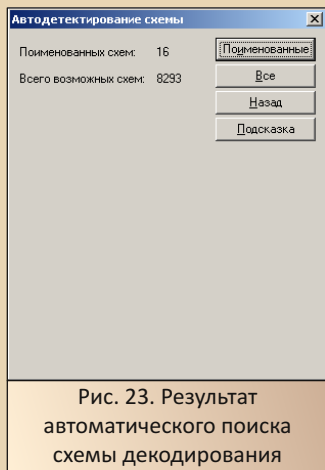 Автодетектирование схемы
Поименованных схем: 16
Поименованные
Всего возможных схем: 8293
Все
Назад
Подсказка
Рис. 23. Результат
автоматического поиска
схемы декодирования